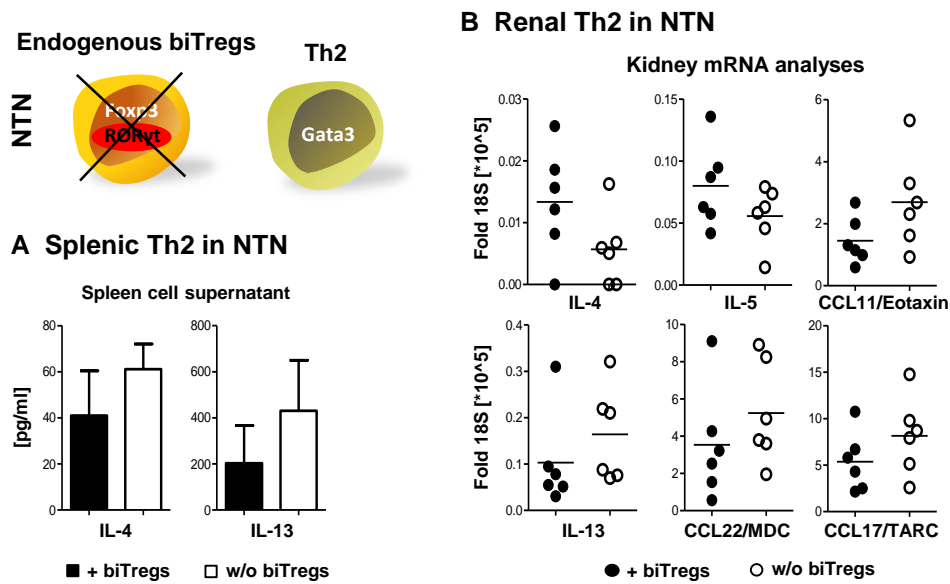 Endogenous biTregs
Th2
NTN
Foxp3
RORγt
Gata3
A Splenic Th2 in NTN
Spleen cell supernatant
[pg/ml]
80
60
40
20
0
IL-4
800
600
400
200
0
IL-13
+ biTregs
w/o biTregs
B Renal Th2 in NTN
Kidney mRNA analyses
Fold 18S [*10^5]
0.03
0.02
0.01
0.00
IL-4
0.15
0.10
0.05
0.00
IL-5
6
4
2
0
CCL11/Eotaxin
Fold 18S [*10^5]
0.4
0.3
0.2
0.1
0.0
IL-13
10
8
6
4
2
0
CCL22/MDC
20
15
10
5
0
CCL17/TARC
+ biTregs
w/o biTregs